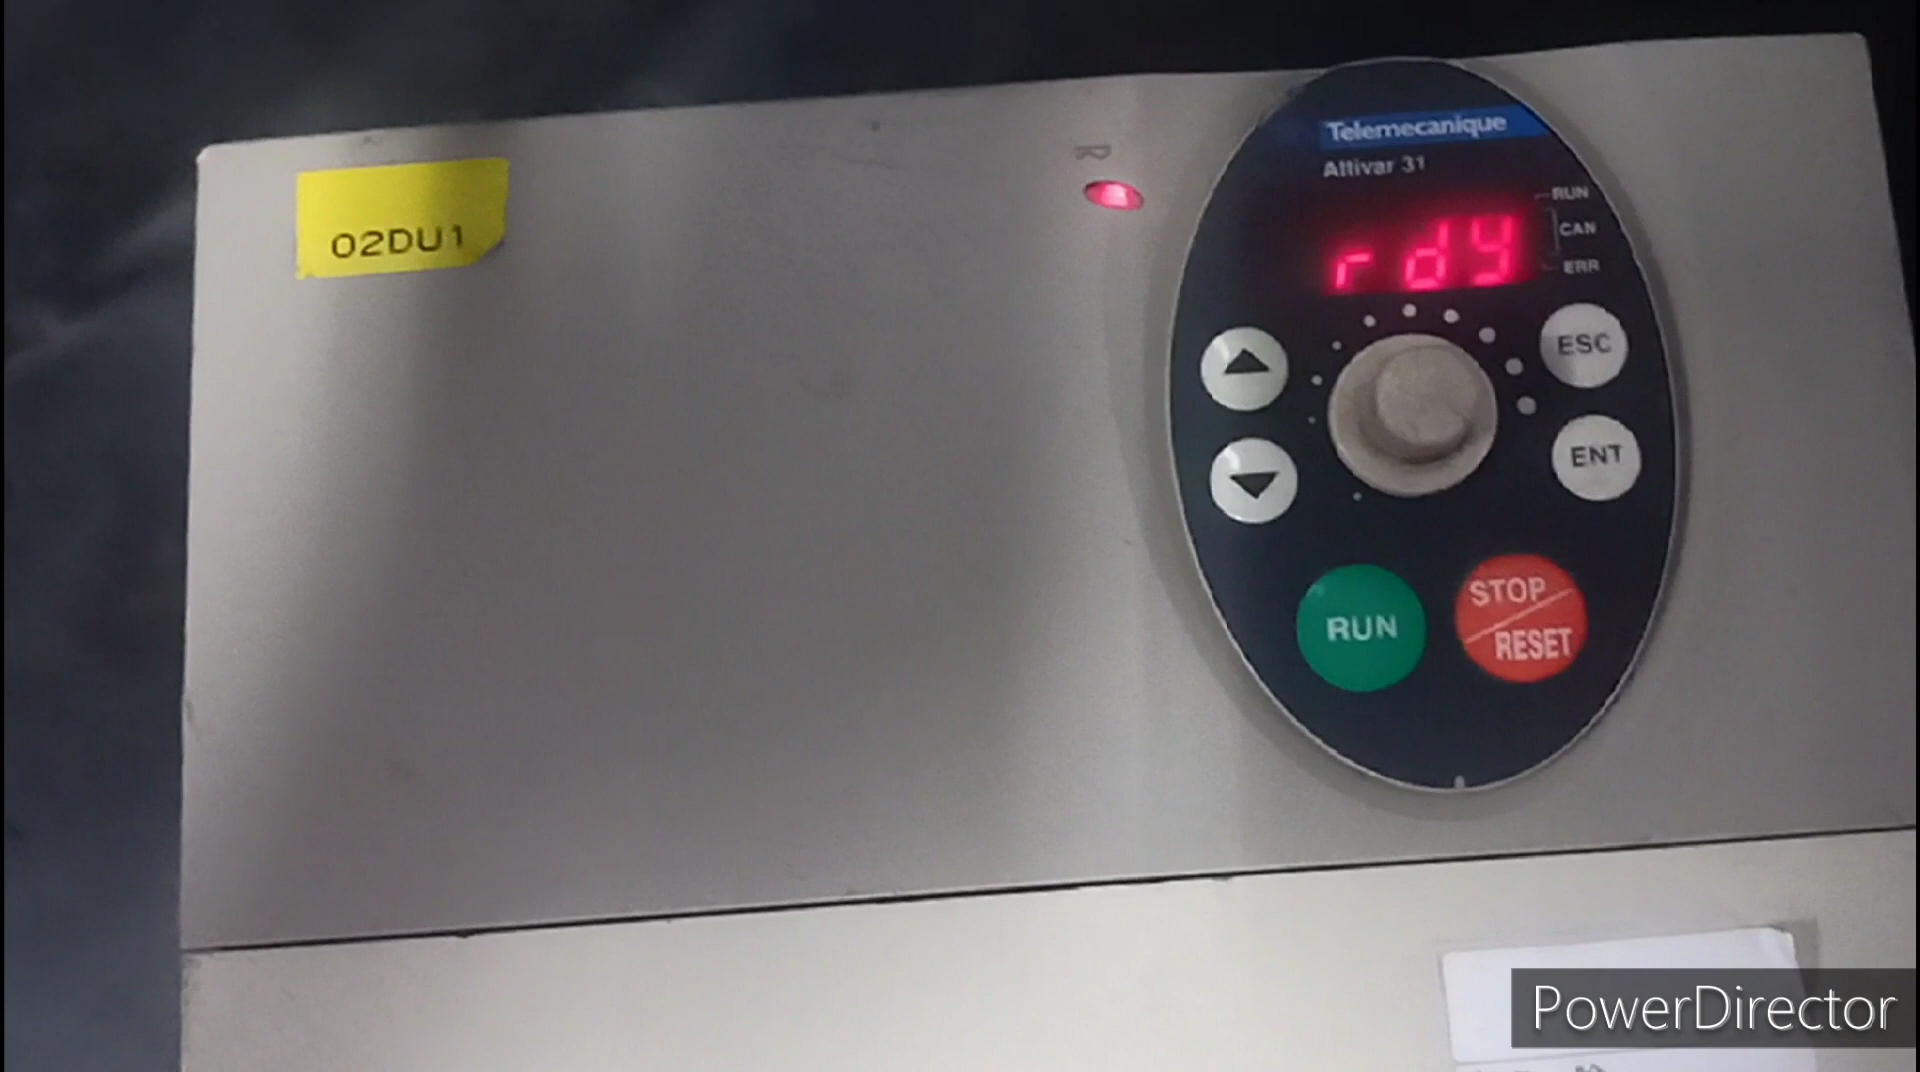 Telemecanique
Altivar 31
R
02DU1
RUN
CAN
ERR
rdy
ESC
ENT
RUN
STOP
RESET
PowerDirector